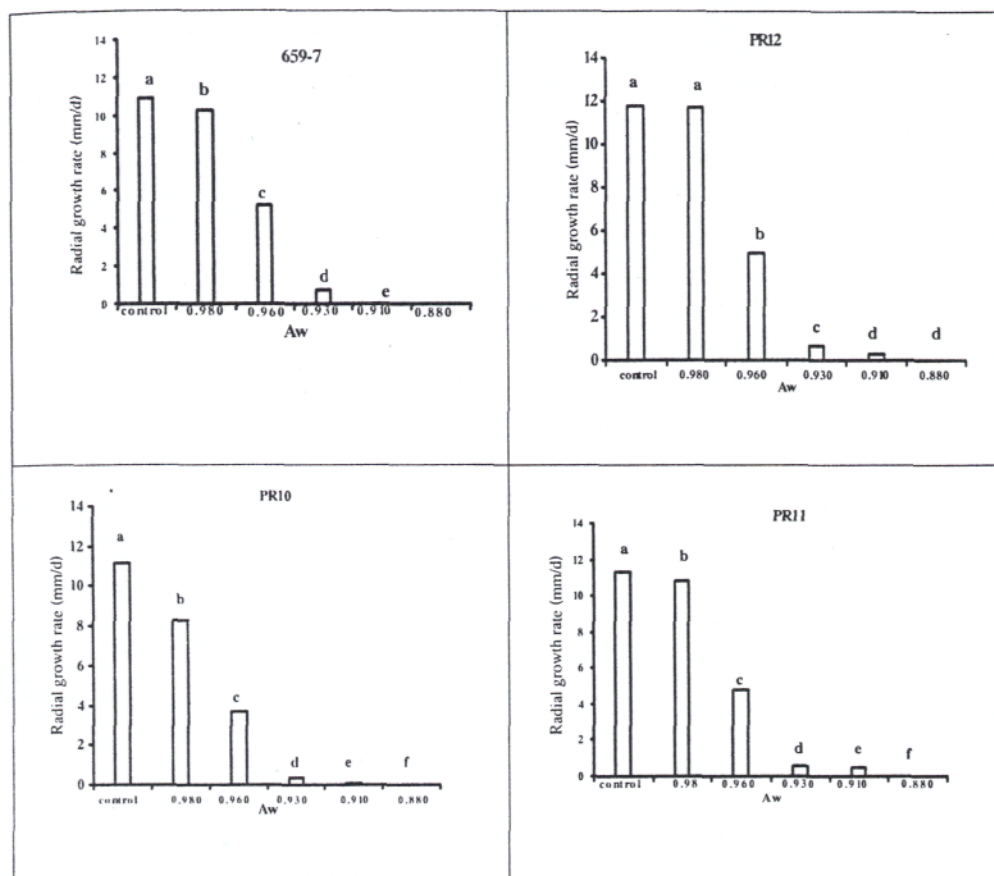 659-7
Radial growth rate (mm/d)
14
12
10
8
6
4
2
0
a
b
c
d
e
control 0.980 0.960 0.930 0.910 0.880
Aw
PR12
Radial growth rate (mm/d)
14
12
10
8
6
4
2
0
a
a
b
c
d
d
control 0.980 0.960 0.930 0.910 0.880
Aw
PR10
Radial growth rate (mm/d)
14
12
10
8
6
4
2
0
a
b
c
d
e
f
control 0.980 0.960 0.930 0.910 0.880
Aw
PR11
Radial growth rate (mm/d)
14
12
10
8
6
4
2
0
a
b
c
d
e
f
control 0.98 0.960 0.930 0.910 0.880
Aw